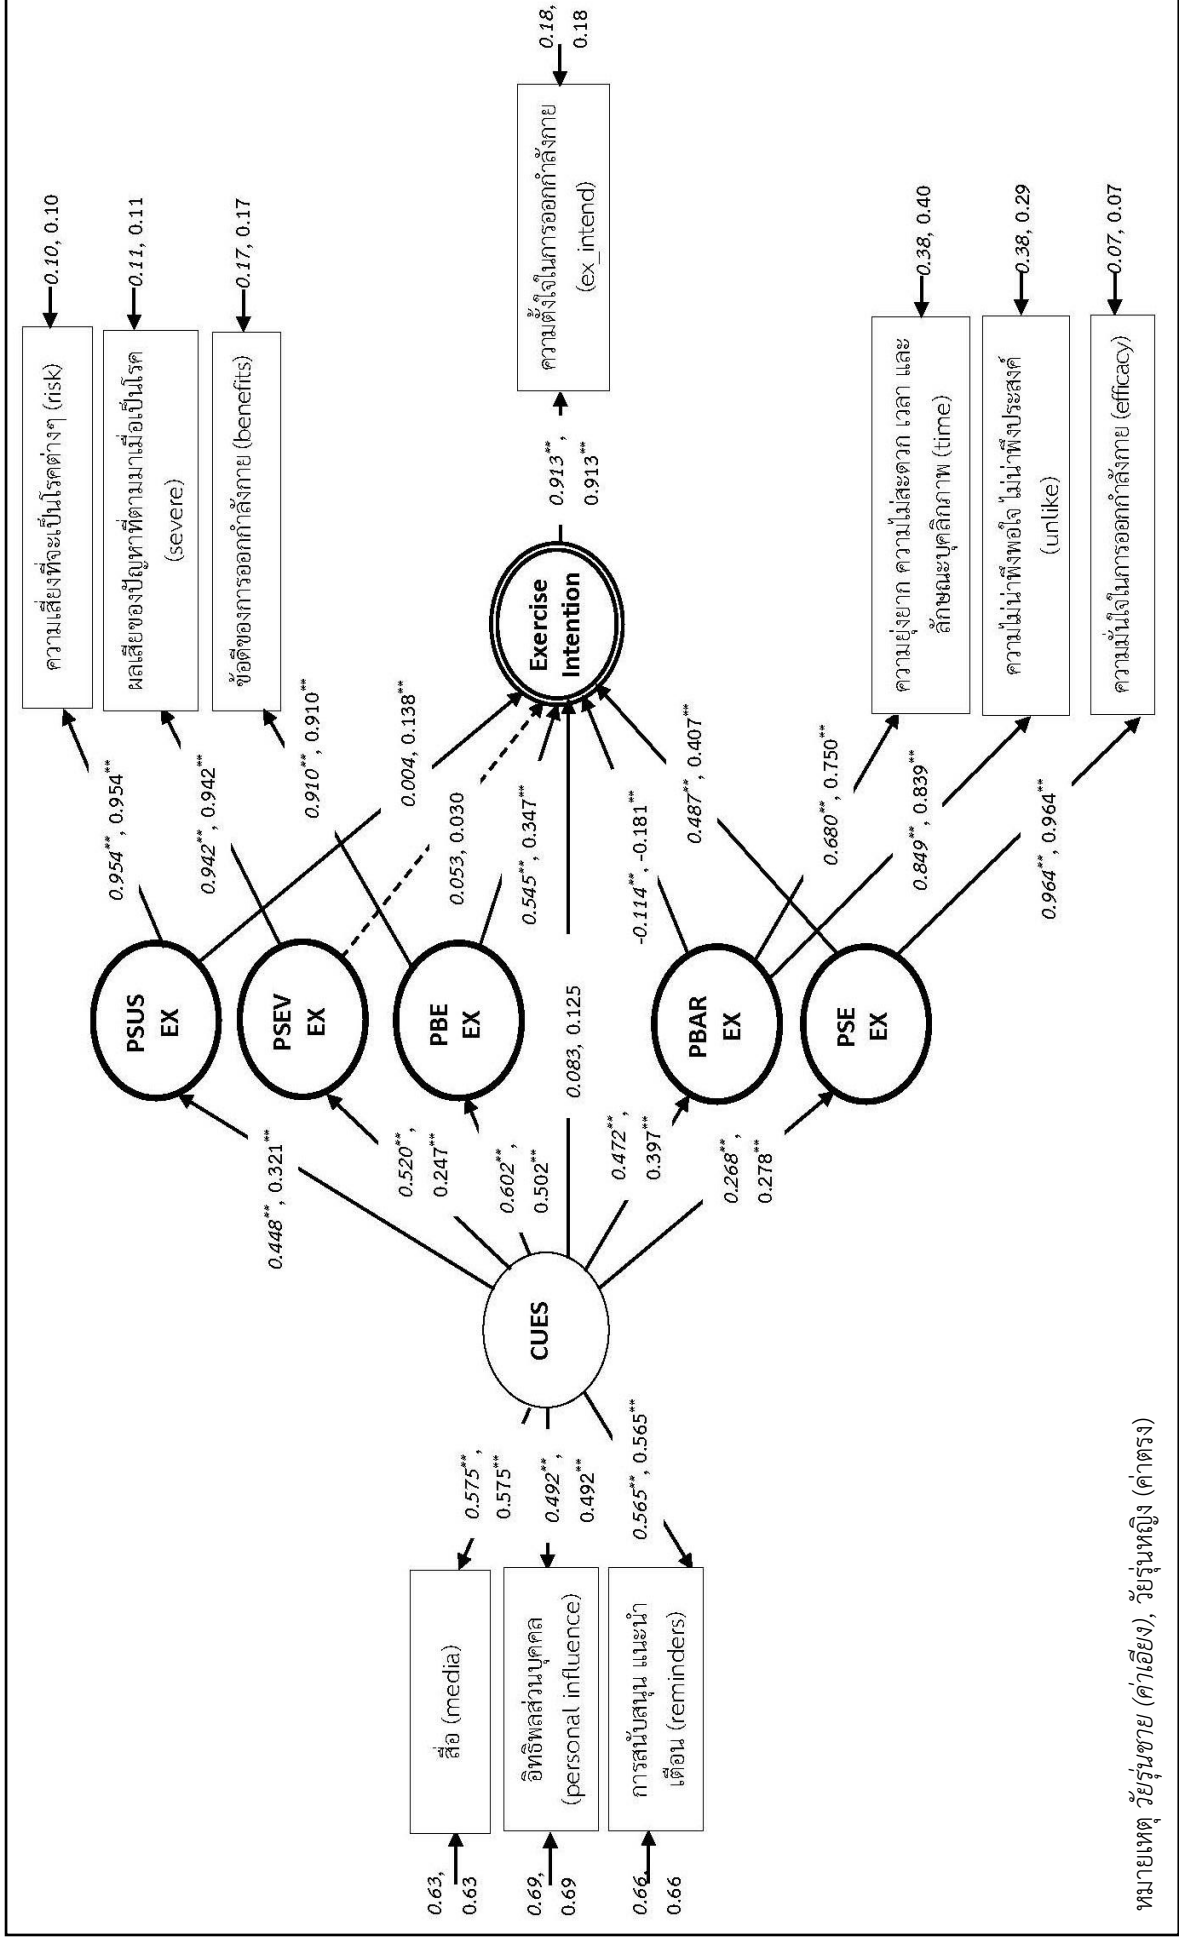 ความเสี่ยงที่จะเป็นโรคต่างๆ (risk)
0.10, 0.10
ผลเสียของปัญหาที่ตามมาเมื่อเป็นโรค
(severe)
0.11, 0.11
ข้อดีของการออกกำลังกาย (benefits)
0.17, 0.17
0.954**, 0.954**
0.942**, 0.942**
0.910**, 0.910**
PSUS
EX
PSEV
EX
PBE
EX
0.448**, 0.321**
0.520**,
0.247**
0.602**,
0.502**
0.004, 0.138**
0.053, 0.030
0.545**, 0.347**
สื่อ (media)
0.63,
0.63
อิทธิพลส่วนบุคคล
(personal influence)
0.69,
0.69
การสนับสนุน แนะนำ
เตือน (reminders)
0.66,
0.66
0.575**,
0.575**
0.492**,
0.492**
0.565**, 0.565**
CUES
0.083, 0.125
Exercise
Intention
0.913**,
0.913**
ความตั้งใจในการออกกำลังกาย
(ex_intend)
0.18,
0.18
0.472**,
0.397**
0.268**,
0.278**
PBAR
EX
PSE
EX
-0.114**, -0.181**
0.487**, 0.407**
0.680**, 0.750**
0.849**, 0.839**
0.964**, 0.964**
ความยุ่งยาก ความไม่สะดวก เวลา และ
ลักษณะบุคลิกภาพ (time)
0.38, 0.40
ความไม่น่าพึงพอใจ ไม่น่าพึงประสงค์
(unlike)
0.38, 0.29
ความมั่นใจในการออกกำลังกาย (efficacy)
0.07, 0.07
หมายเหตุ วัยรุ่นชาย (ค่าเอียง), วัยรุ่นหญิง (ค่าตรง)